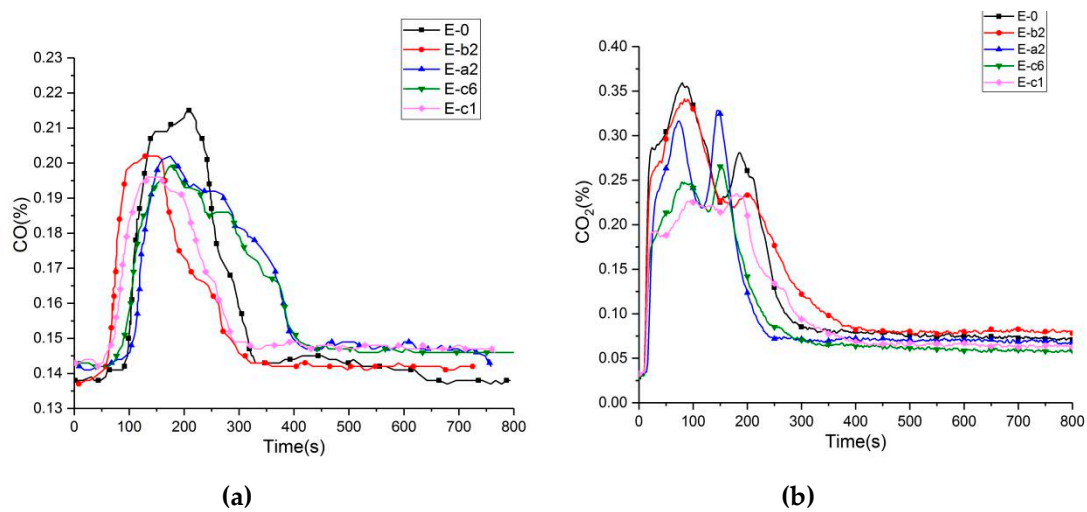 E-0
E-b2
E-a2
E-c6
E-c1
0.23
0.22
0.21
0.20
0.19
0.18
0.17
0.16
0.15
0.14
0.13
CO(%)
0 100 200 300 400 500 600 700 800
Time(s)
(a)
E-0
E-b2
E-a2
E-c6
E-c1
0.40
0.35
0.30
0.25
0.20
0.15
0.10
0.05
0.00
CO₂(%)
0 100 200 300 400 500 600 700 800
Time(s)
(b)